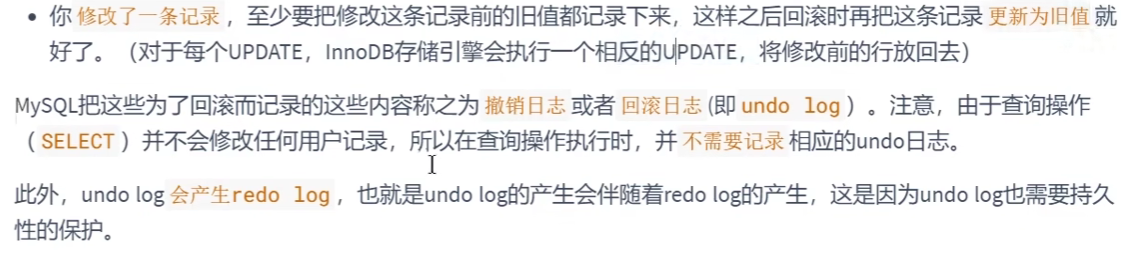 • 你修改了一条记录，至少要把修改这条记录前的旧值都记录下来，这样之后回滚时再把这条记录更新为旧值就
好了。（对于每个UPDATE，InnoDB存储引擎会执行一个相反的UPDATE，将修改前的行放回去）
MySQL把这些为了回滚而记录的这些内容称之为撤销日志或者回滚日志(即undo log）。注意，由于查询操作
（SELECT）并不会修改任何用户记录，所以在查询操作执行时，并不需要记录相应的undo日志。
此外，undo log会产生redo log，也就是undo log的产生会伴随着redo log的产生，这是因为undo log也需要持久
性的保护。